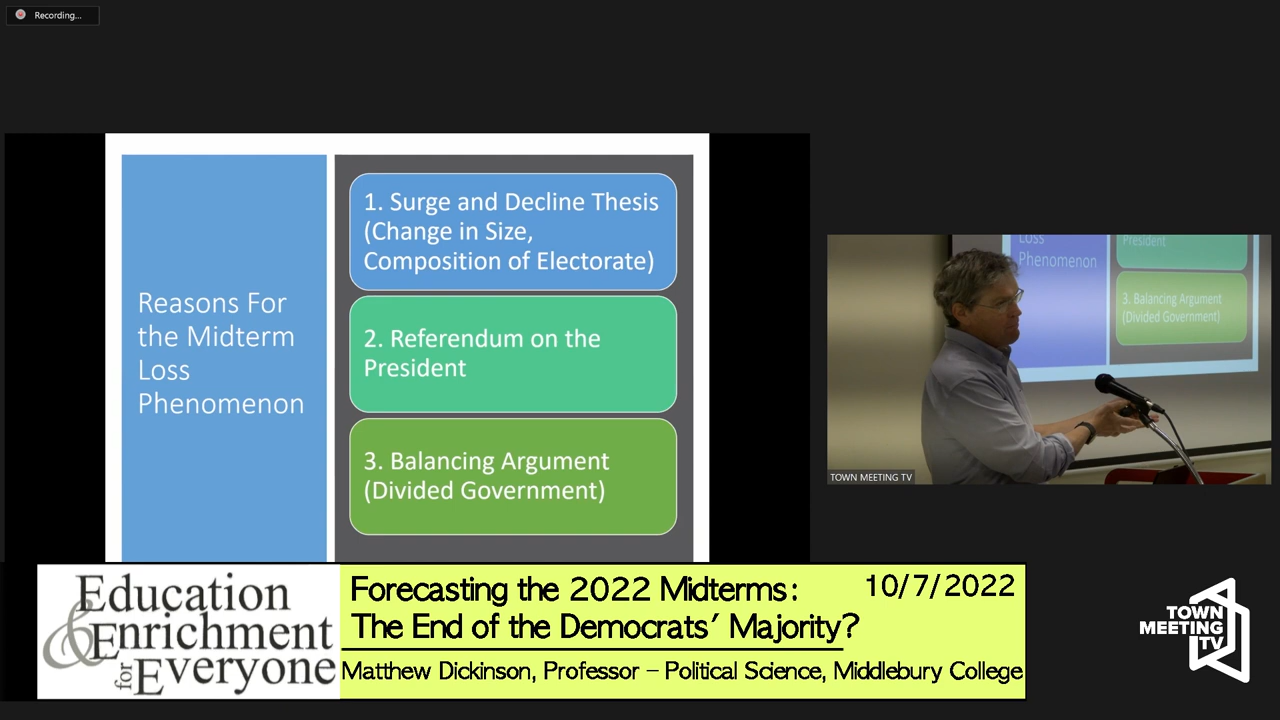 Recording...
Reasons For
the Midterm
Loss
Phenomenon
1. Surge and Decline Thesis
(Change in Size,
Composition of Electorate)
2. Referendum on the
President
3. Balancing Argument
(Divided Government)
Loss
Phenomenon
President
3. Balancing Argument
(Divided Government)
TOWN MEETING TV
Education
& Enrichment
for Everyone
Forecasting the 2022 Midterms:
10/7/2022
The End of the Democrats' Majority?
Matthew Dickinson, Professor – Political Science, Middlebury College
TOWN
MEETING
TV